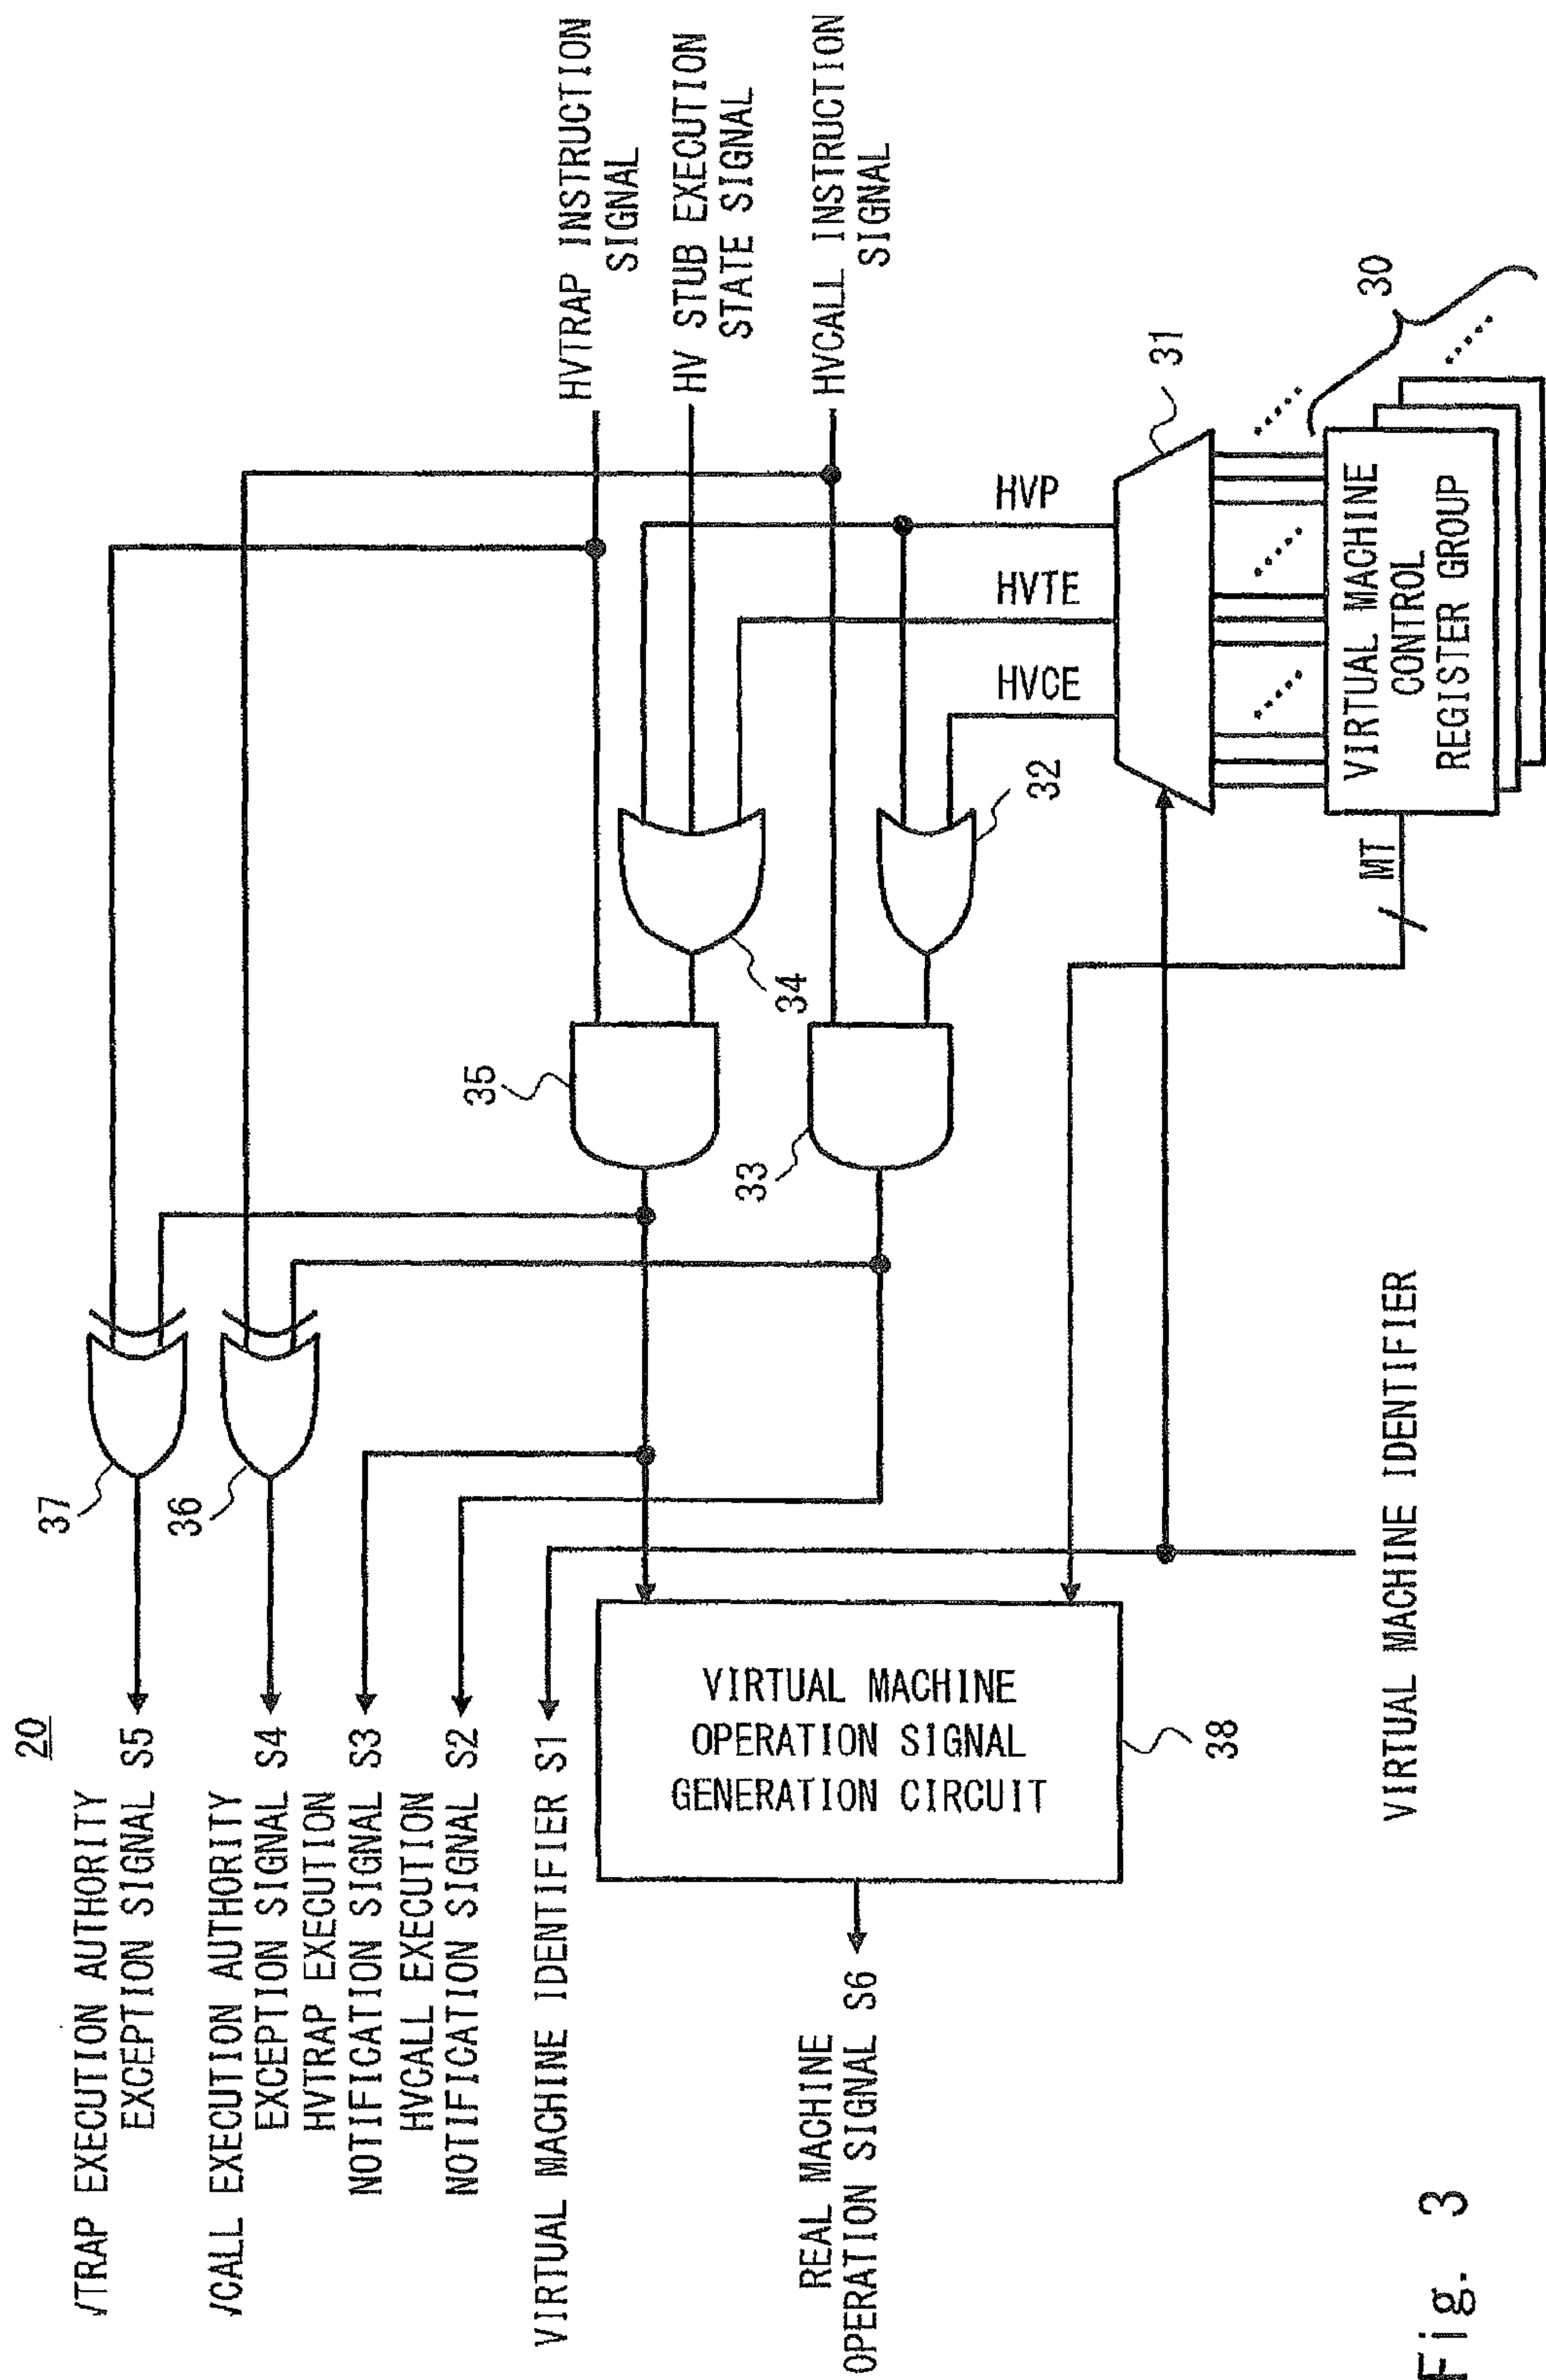 20
√TRAP EXECUTION AUTHORITY
EXCEPTION SIGNAL S5
√CALL EXECUTION AUTHORITY
EXCEPTION SIGNAL S4
HVTRAP EXECUTION
NOTIFICATION SIGNAL S3
HVCALL EXECUTION
NOTIFICATION SIGNAL S2
VIRTUAL MACHINE IDENTIFIER S1
REAL MACHINE
OPERATION SIGNAL S6
VIRTUAL MACHINE
OPERATION SIGNAL
GENERATION CIRCUIT
38
37
36
35
33
34
32
HVTRAP INSTRUCTION
SIGNAL
HV STUB EXECUTION
STATE SIGNAL
HVCALL INSTRUCTION
SIGNAL
HVP
HVTE
HVCE
31
30
VIRTUAL MACHINE
CONTROL
REGISTER GROUP
MT
VIRTUAL MACHINE IDENTIFIER
Fig. 3